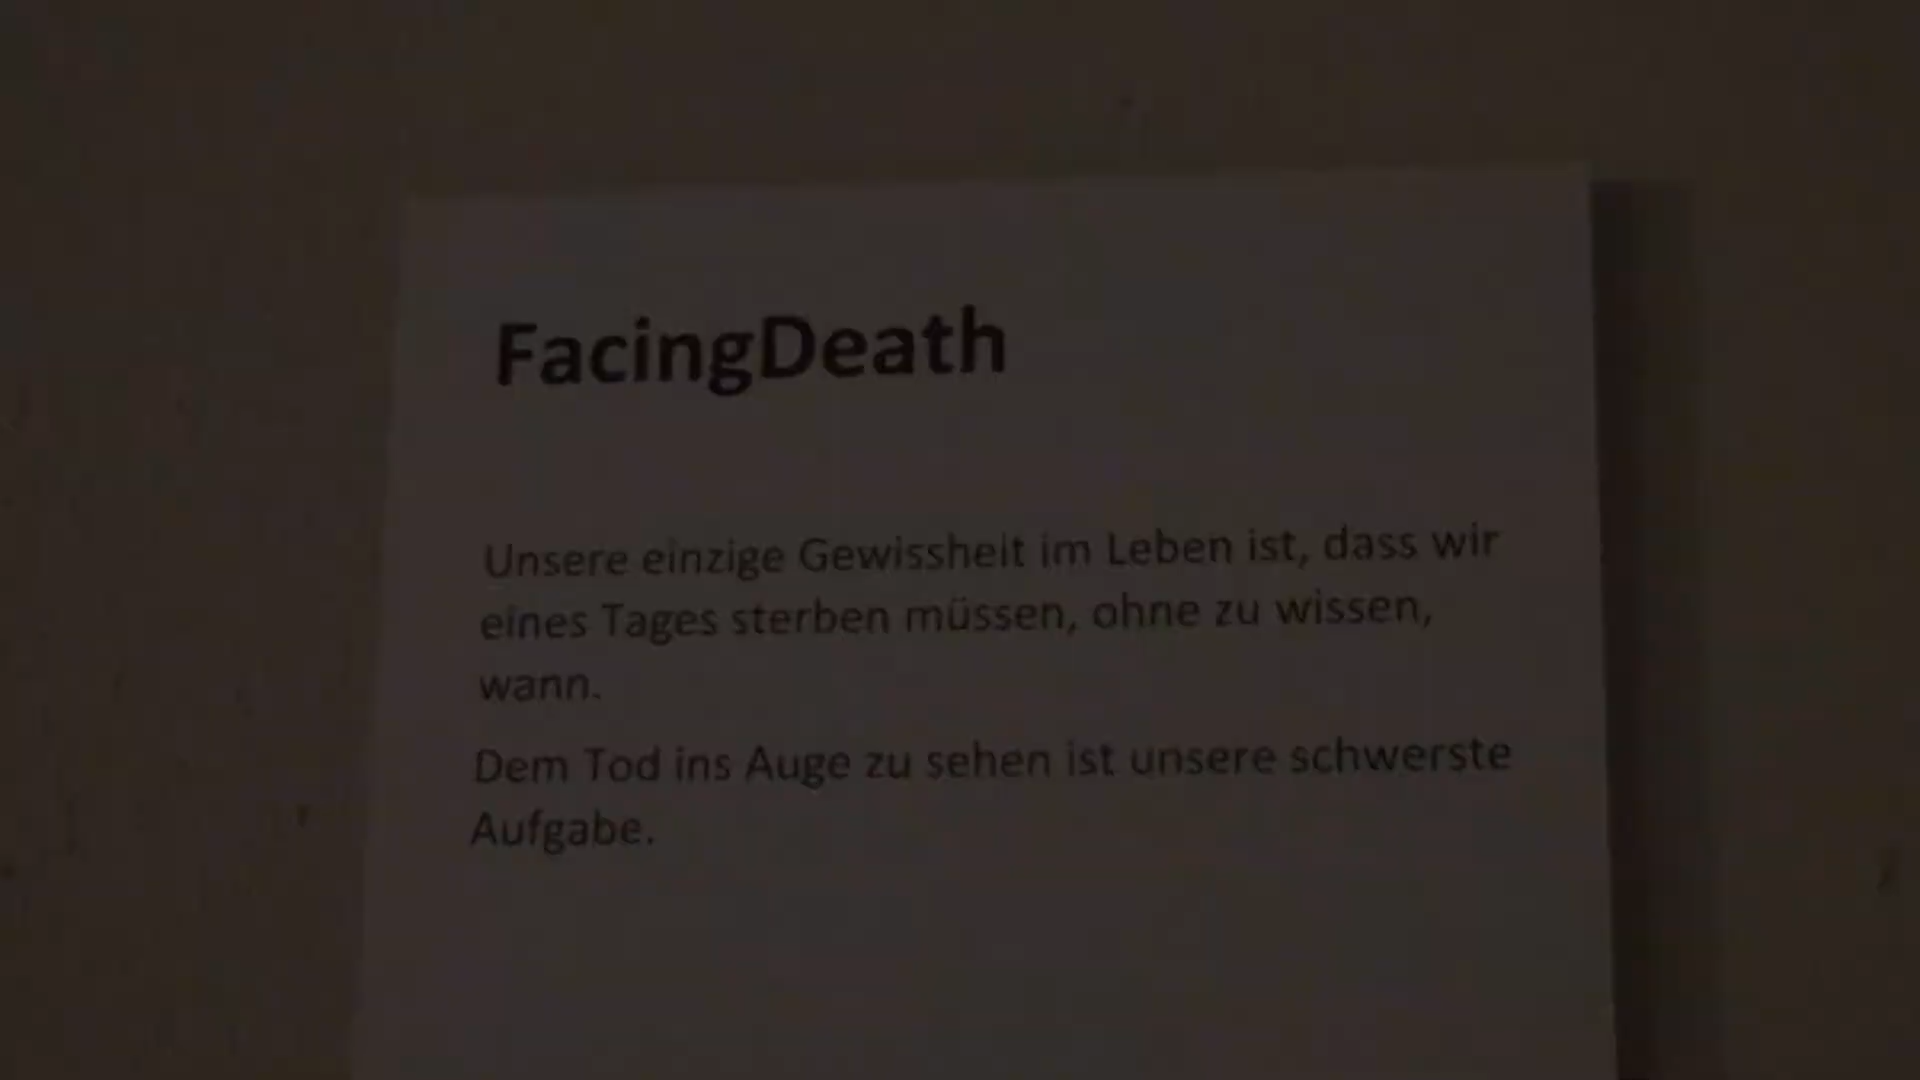 FacingDeath
Unsere einzige Gewissheit im Leben ist, dass wir
eines Tages sterben müssen, ohne zu wissen,
wann.
Dem Tod ins Auge zu sehen ist unsere schwerste
Aufgabe.